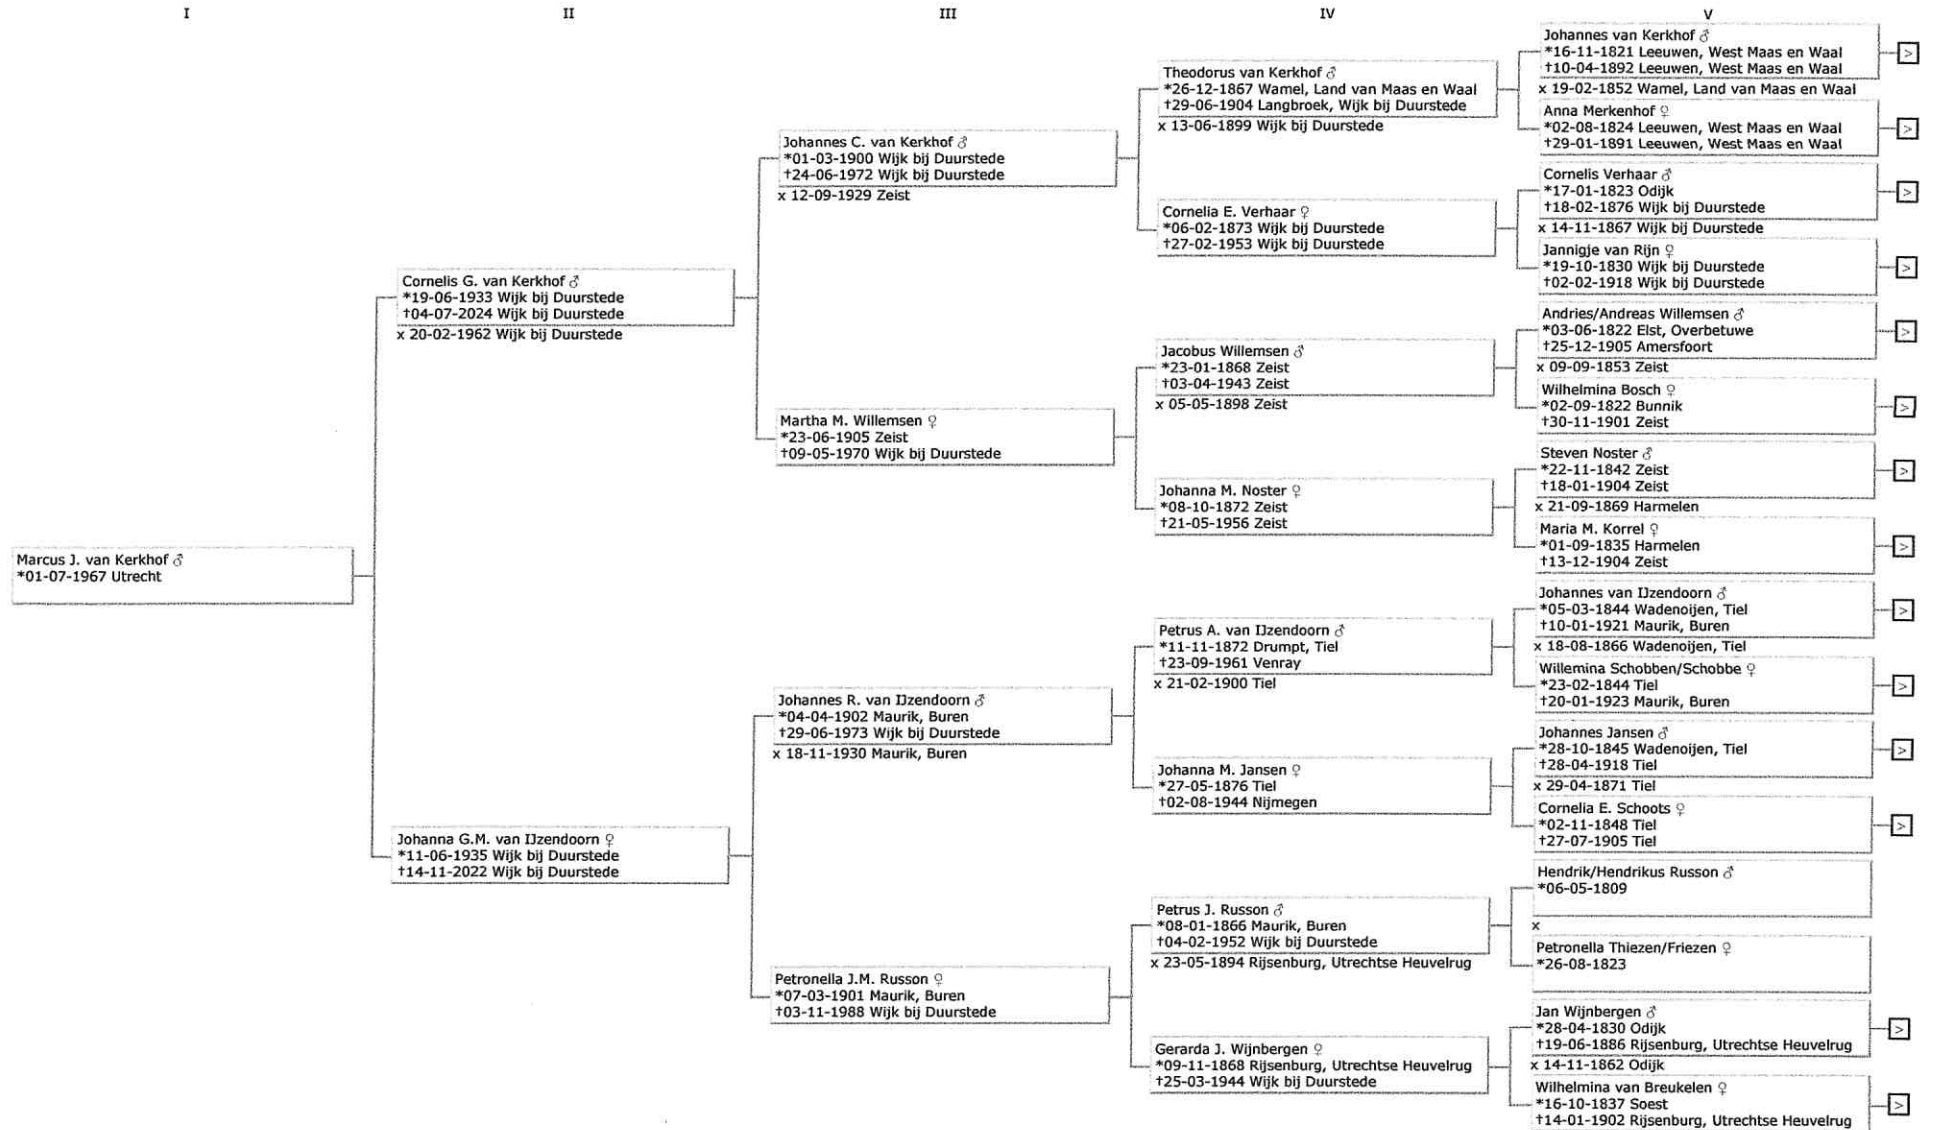 I
II
III
IV
V
Marcus J. van Kerkhof ♂
*01-07-1967 Utrecht
Cornelis G. van Kerkhof ♂
*19-06-1933 Wijk bij Duurstede
†04-07-2024 Wijk bij Duurstede
x 20-02-1962 Wijk bij Duurstede
Johanna G.M. van IJzendoorn ♀
*11-06-1935 Wijk bij Duurstede
†14-11-2022 Wijk bij Duurstede
Johannes C. van Kerkhof ♂
*01-03-1900 Wijk bij Duurstede
†24-06-1972 Wijk bij Duurstede
x 12-09-1929 Zeist
Martha M. Willemsen ♀
*23-06-1905 Zeist
†09-05-1970 Wijk bij Duurstede
Johannes R. van IJzendoorn ♂
*04-04-1902 Maurik, Buren
†29-06-1973 Wijk bij Duurstede
x 18-11-1930 Maurik, Buren
Petronella J.M. Russon ♀
*07-03-1901 Maurik, Buren
†03-11-1988 Wijk bij Duurstede
Theodorus van Kerkhof ♂
*26-12-1867 Wamel, Land van Maas en Waal
†29-06-1904 Langbroek, Wijk bij Duurstede
x 13-06-1899 Wijk bij Duurstede
Cornelia E. Verhaar ♀
*06-02-1873 Wijk bij Duurstede
†27-02-1953 Wijk bij Duurstede
Jacobus Willemsen ♂
*23-01-1868 Zeist
†03-04-1943 Zeist
x 05-05-1898 Zeist
Johanna M. Noster ♀
*08-10-1872 Zeist
†21-05-1956 Zeist
Petrus A. van IJzendoorn ♂
*11-11-1872 Drumpt, Tiel
†23-09-1961 Venray
x 21-02-1900 Tiel
Johanna M. Jansen ♀
*27-05-1876 Tiel
†02-08-1944 Nijmegen
Petrus J. Russon ♂
*08-01-1866 Maurik, Buren
†04-02-1952 Wijk bij Duurstede
x 23-05-1894 Rijsenburg, Utrechtse Heuvelrug
Gerarda J. Wijnbergen ♀
*09-11-1868 Rijsenburg, Utrechtse Heuvelrug
†25-03-1944 Wijk bij Duurstede
Johannes van Kerkhof ♂
*16-11-1821 Leeuwen, West Maas en Waal
†10-04-1892 Leeuwen, West Maas en Waal
>
x 19-02-1852 Wamel, Land van Maas en Waal
Anna Merkenhof ♀
*02-08-1824 Leeuwen, West Maas en Waal
†29-01-1891 Leeuwen, West Maas en Waal
>
Cornelis Verhaar ♂
*17-01-1823 Odijk
†18-02-1876 Wijk bij Duurstede
>
x 14-11-1867 Wijk bij Duurstede
Jannigje van Rijn ♀
*19-10-1830 Wijk bij Duurstede
†02-02-1918 Wijk bij Duurstede
>
Andries/Andreas Willemsen ♂
*03-06-1822 Elst, Overbetuwe
†25-12-1905 Amersfoort
>
x 09-09-1853 Zeist
Wilhelmina Bosch ♀
*02-09-1822 Bunnik
†30-11-1901 Zeist
>
Steven Noster ♂
*22-11-1842 Zeist
†18-01-1904 Zeist
>
x 21-09-1869 Harmelen
Maria M. Korrel ♀
*01-09-1835 Harmelen
†13-12-1904 Zeist
>
Johannes van IJzendoorn ♂
*05-03-1844 Wadenoijen, Tiel
†10-01-1921 Maurik, Buren
>
x 18-08-1866 Wadenoijen, Tiel
Willemina Schobben/Schobbe ♀
*23-02-1844 Tiel
†20-01-1923 Maurik, Buren
>
Johannes Jansen ♂
*28-10-1845 Wadenoijen, Tiel
†28-04-1918 Tiel
>
x 29-04-1871 Tiel
Cornelia E. Schoots ♀
*02-11-1848 Tiel
†27-07-1905 Tiel
>
Hendrik/Hendrikus Russon ♂
*06-05-1809
x
Petronella Thiezen/Friezen ♀
*26-08-1823
Jan Wijnbergen ♂
*28-04-1830 Odijk
†19-06-1886 Rijsenburg, Utrechtse Heuvelrug
>
x 14-11-1862 Odijk
Wilhelmina van Breukelen ♀
*16-10-1837 Soest
†14-01-1902 Rijsenburg, Utrechtse Heuvelrug
>